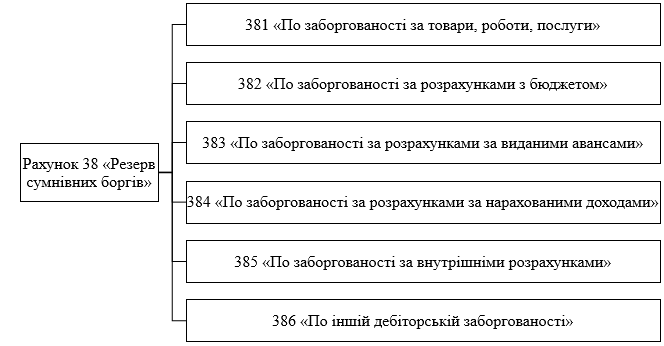 381 «По заборгованості за товари, роботи, послуги»
382 «По заборгованості за розрахунками з бюджетом»
383 «По заборгованості за розрахунками за виданими авансами»
Рахунок 38 «Резерв
сумнівних боргів»
384 «По заборгованості за розрахунками за нарахованими доходами»
385 «По заборгованості за внутрішніми розрахунками»
386 «По іншій дебіторській заборгованості»